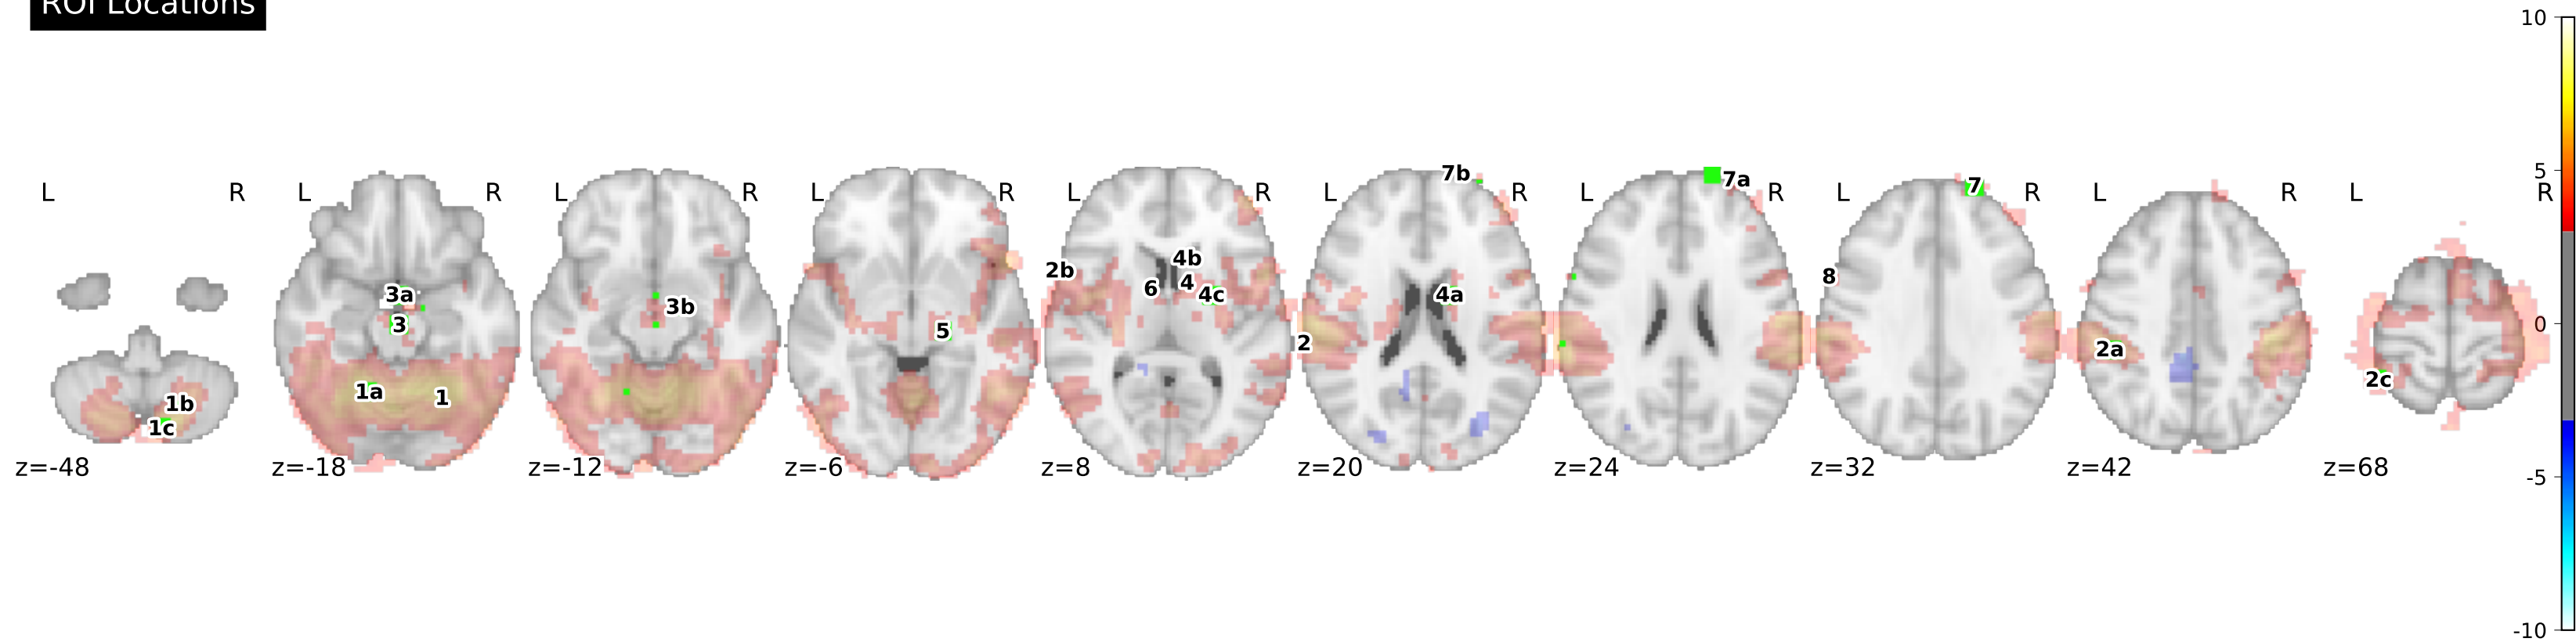 ROI Locations
10
5
0
-5
-10
L R L R L R L R L R L R L R L R L R L R
7b 7a 7
2b 4b 3a 6 4 4c 3b 3 5 4a 8 2 2a 2c
1a 1 1b 1c
z=-48 z=-18 z=-12 z=-6 z=8 z=20 z=24 z=32 z=42 z=68